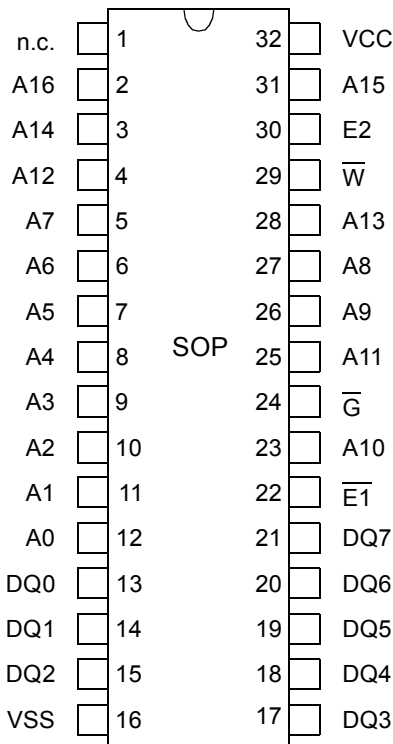 n.c. 1 32 VCC
A16 2 31 A15
A14 3 30 E2
A12 4 29 W̅
A7 5 28 A13
A6 6 27 A8
A5 7 26 A9
A4 8 SOP 25 A11
A3 9 24 G̅
A2 10 23 A10
A1 11 22 E̅1̅
A0 12 21 DQ7
DQ0 13 20 DQ6
DQ1 14 19 DQ5
DQ2 15 18 DQ4
VSS 16 17 DQ3